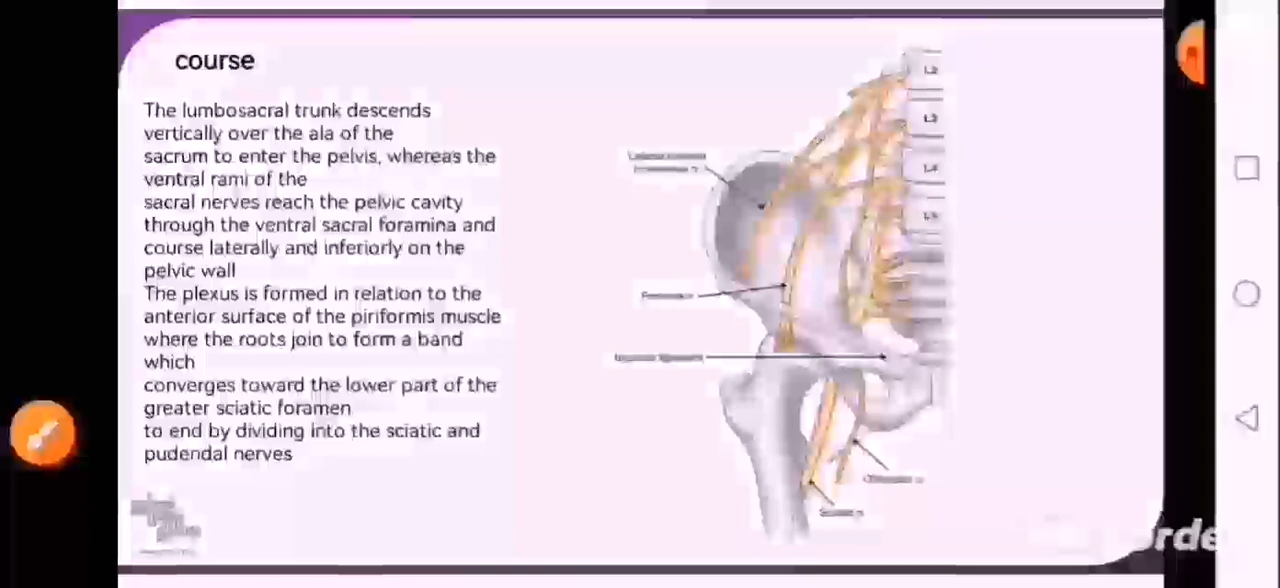 course
The lumbosacral trunk descends
vertically over the ala of the
sacrum to enter the pelvis, whereas the
ventral rami of the
sacral nerves reach the pelvic cavity
through the ventral sacral foramina and
course laterally and inferiorly on the
pelvic wall
The plexus is formed in relation to the
anterior surface of the piriformis muscle
where the roots join to form a band
which
converges toward the lower part of the
greater sciatic foramen
to end by dividing into the sciatic and
pudendal nerves
L2
L3
L4
L5